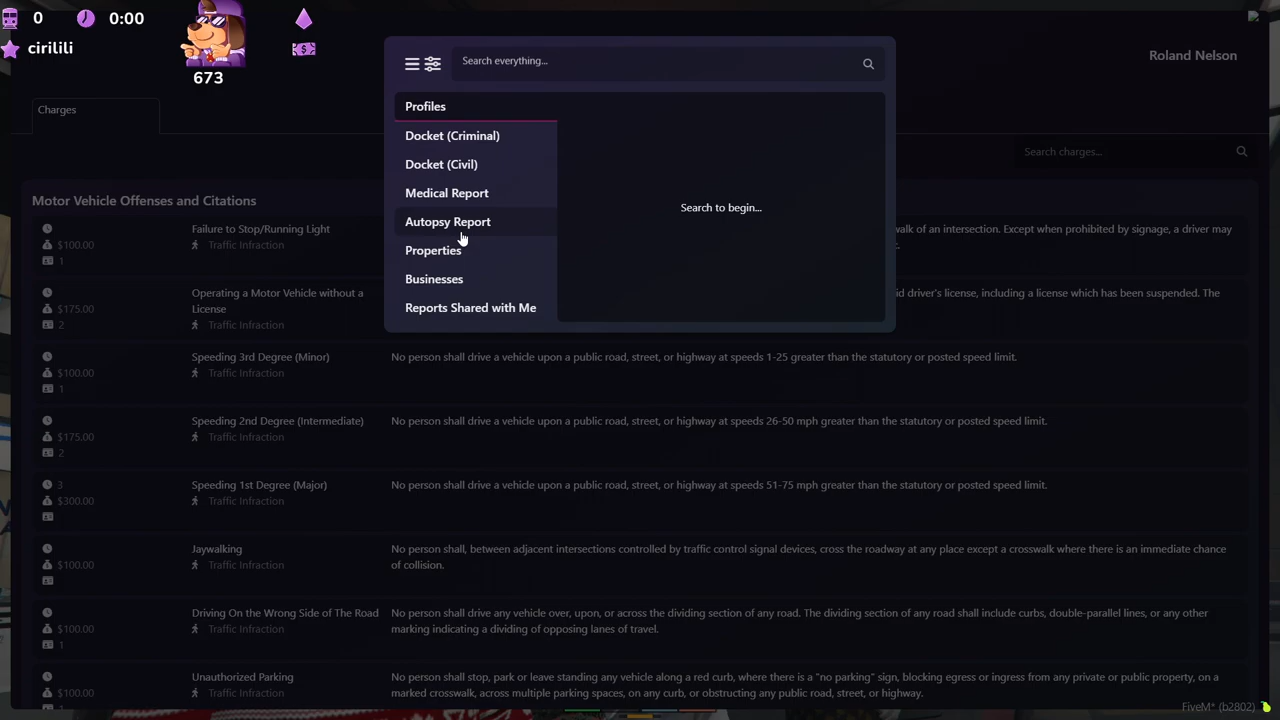 0
0:00
cirilili
673
Roland Nelson
Search everything...
Profiles
Docket (Criminal)
Docket (Civil)
Medical Report
Autopsy Report
Properties
Businesses
Reports Shared with Me
Search to begin...
Charges
Search charges...
Motor Vehicle Offenses and Citations
Failure to Stop/Running Light
$100.00
Traffic Infraction
1
walk of an intersection. Except when prohibited by signage, a driver may
Operating a Motor Vehicle without a
License
$175.00
Traffic Infraction
2
id driver's license, including a license which has been suspended. The
Speeding 3rd Degree (Minor)
No person shall drive a vehicle upon a public road, street, or highway at speeds 1-25 greater than the statutory or posted speed limit.
$100.00
Traffic Infraction
1
Speeding 2nd Degree (Intermediate)
No person shall drive a vehicle upon a public road, street, or highway at speeds 26-50 mph greater than the statutory or posted speed limit.
$175.00
Traffic Infraction
2
3
Speeding 1st Degree (Major)
No person shall drive a vehicle upon a public road, street, or highway at speeds 51-75 mph greater than the statutory or posted speed limit.
$300.00
Traffic Infraction
Jaywalking
No person shall, between adjacent intersections controlled by traffic control signal devices, cross the roadway at any place except a crosswalk where there is an immediate chance
of collision.
$100.00
Traffic Infraction
Driving On the Wrong Side of The Road
No person shall drive any vehicle over, upon, or across the dividing section of any road. The dividing section of any road shall include curbs, double-parallel lines, or any other
marking indicating a dividing of opposing lanes of travel.
$100.00
Traffic Infraction
1
Unauthorized Parking
No person shall stop, park or leave standing any vehicle along a red curb, where there is a "no parking" sign, blocking egress or ingress from any private or public property, on a
marked crosswalk, across multiple parking spaces, on any curb, or obstructing any public road, street, or highway.
$100.00
Traffic Infraction
1
FiveM* (b2802)